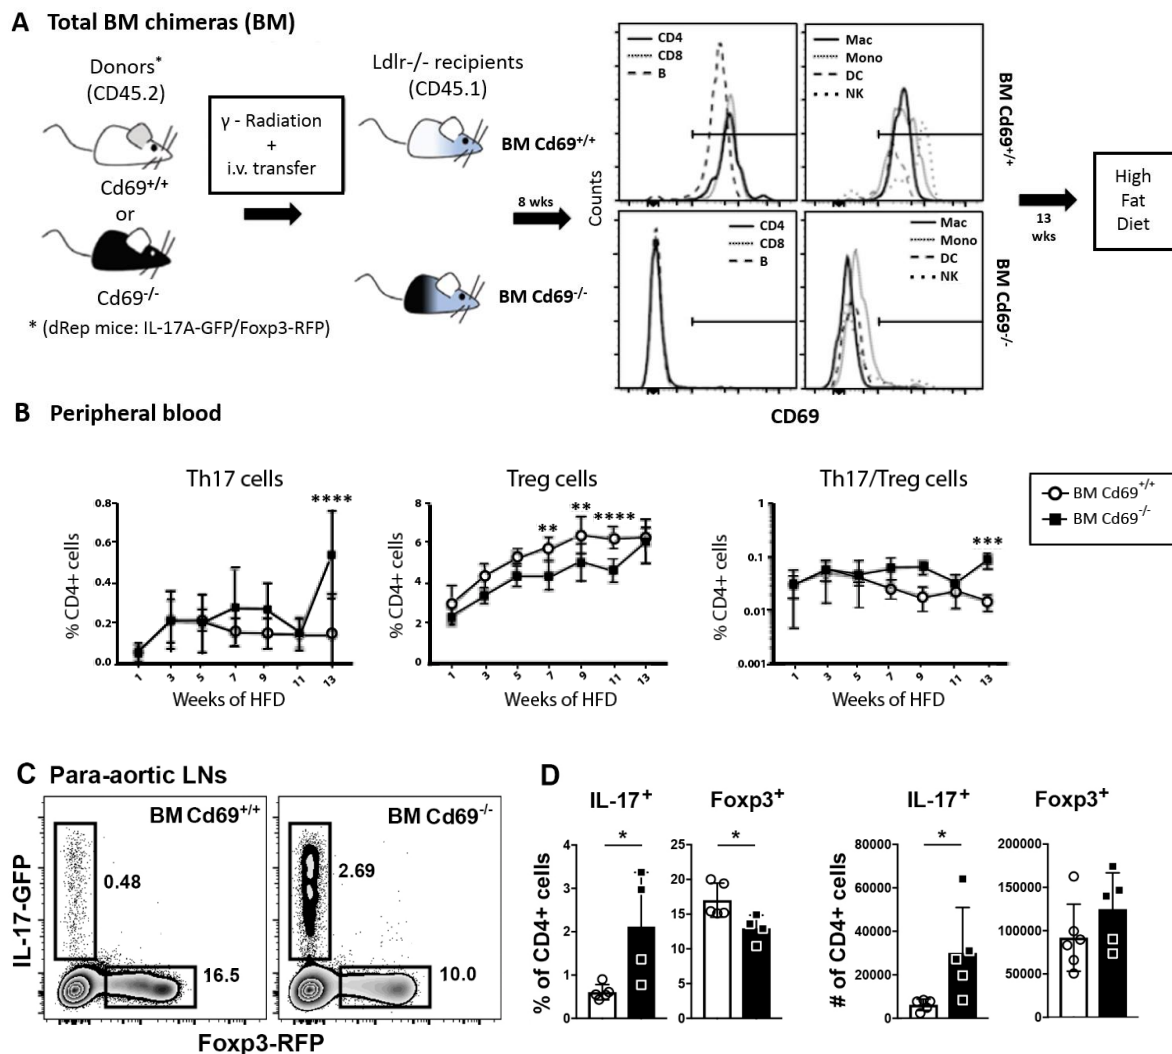 A Total BM chimeras (BM)
Donors*
(CD45.2)
Cd69+/+
or
Cd69-/-
* (dRep mice: IL-17A-GFP/Foxp3-RFP)
γ - Radiation
+
i.v. transfer
Ldlr-/- recipients
(CD45.1)
BM Cd69+/+
BM Cd69-/-
8 wks
Counts
CD4
CD8
B
Mac
Mono
DC
NK
BM Cd69+/+
CD4
CD8
B
Mac
Mono
DC
NK
BM Cd69-/-
CD69
13
wks
High
Fat
Diet
B Peripheral blood
Th17 cells
% CD4+ cells
0.8
0.6
0.4
0.2
0.0
****
1 3 5 7 9 11 13
Weeks of HFD
Treg cells
% CD4+ cells
8
6
4
2
0
** ** ****
1 3 5 7 9 11 13
Weeks of HFD
Th17/Treg cells
% CD4+ cells
1
0.1
0.01
0.001
***
1 3 5 7 9 11 13
Weeks of HFD
BM Cd69+/+
BM Cd69-/-
C Para-aortic LNs
IL-17-GFP
BM Cd69+/+
0.48
16.5
BM Cd69-/-
2.69
10.0
Foxp3-RFP
D
IL-17+
*
% of CD4+ cells
4
3
2
1
0
Foxp3+
*
25
20
15
10
5
0
IL-17+
*
# of CD4+ cells
80000
60000
40000
20000
0
Foxp3+
200000
150000
100000
50000
0